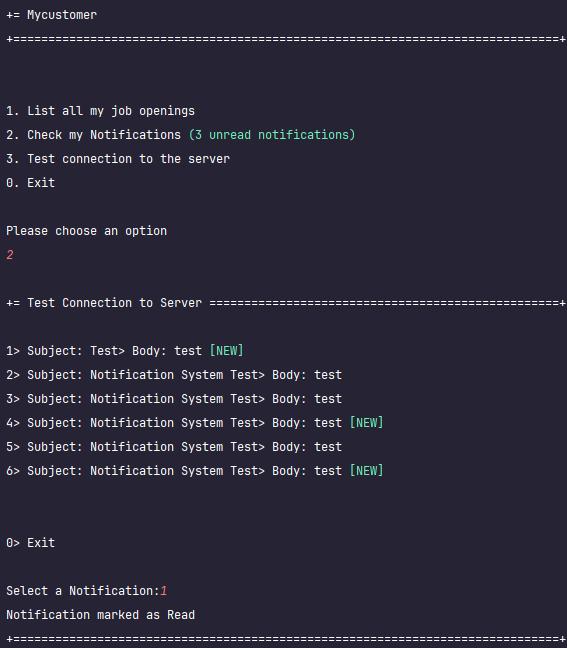 += Mycustomer
+==============================================================================+
1. List all my job openings
2. Check my Notifications (3 unread notifications)
3. Test connection to the server
0. Exit
Please choose an option
2
+= Test Connection to Server ==================================================+
1> Subject: Test> Body: test [NEW]
2> Subject: Notification System Test> Body: test
3> Subject: Notification System Test> Body: test
4> Subject: Notification System Test> Body: test [NEW]
5> Subject: Notification System Test> Body: test
6> Subject: Notification System Test> Body: test [NEW]
0> Exit
Select a Notification:1
Notification marked as Read
+==============================================================================+